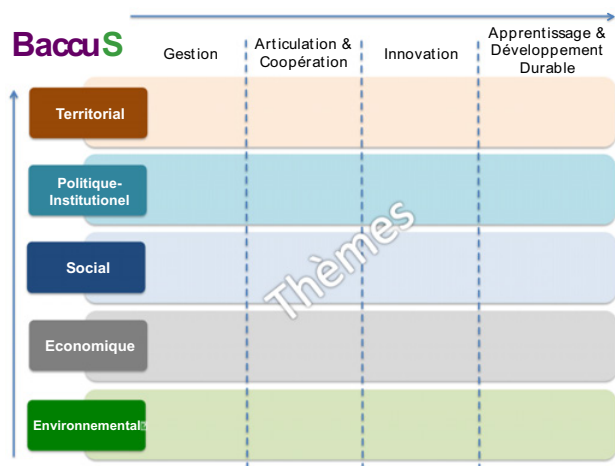 BaccuS
Gestion
Articulation &
Coopération
Innovation
Apprentissage &
Développement
Durable
Territorial
Politique-
Institutionel
Social
Thèmes
Economique
Environnemental